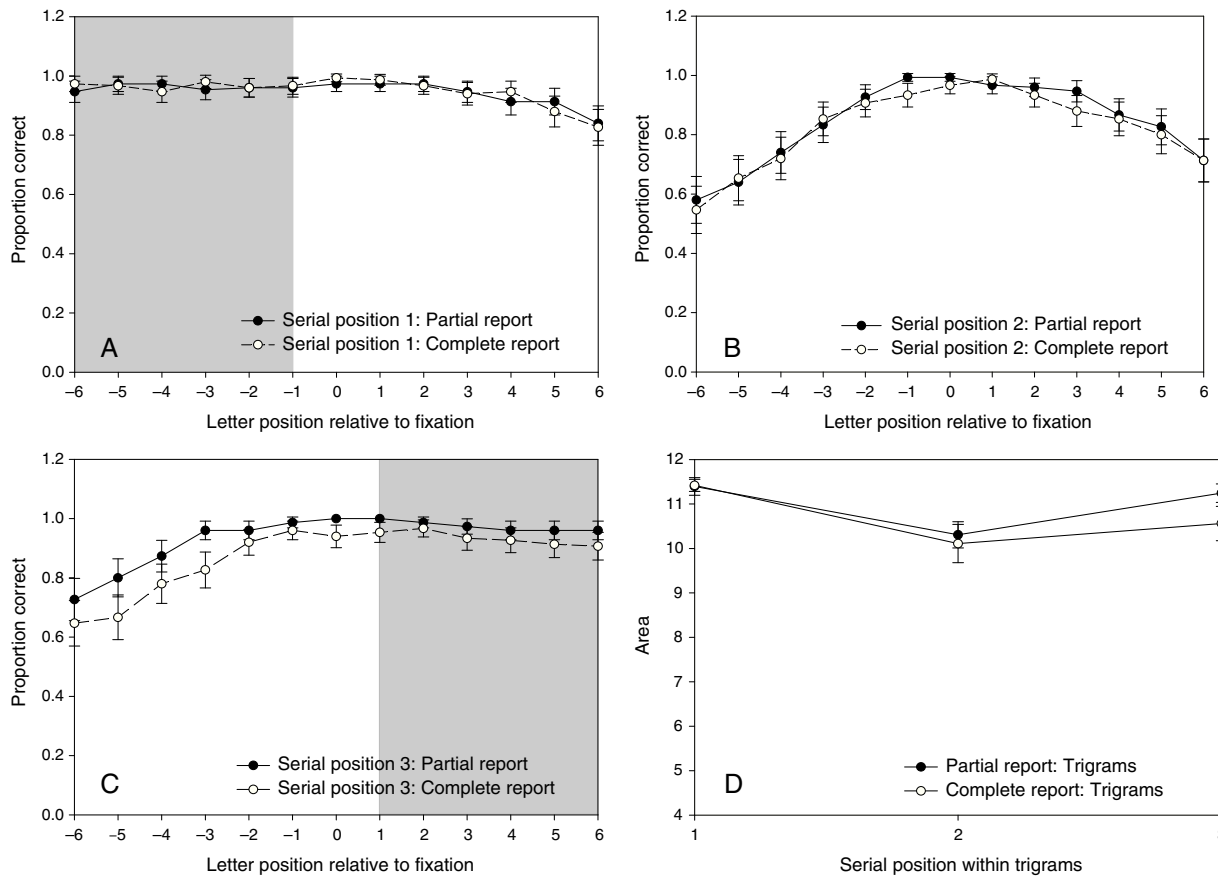 1.2
1.0
0.8
0.6
0.4
0.2
0.0
Proportion correct
Serial position 1: Partial report
Serial position 1: Complete report
A
–6 –5 –4 –3 –2 –1 0 1 2 3 4 5 6
Letter position relative to fixation
1.2
1.0
0.8
0.6
0.4
0.2
0.0
Proportion correct
Serial position 2: Partial report
Serial position 2: Complete report
B
–6 –5 –4 –3 –2 –1 0 1 2 3 4 5 6
Letter position relative to fixation
1.2
1.0
0.8
0.6
0.4
0.2
0.0
Proportion correct
Serial position 3: Partial report
Serial position 3: Complete report
C
–6 –5 –4 –3 –2 –1 0 1 2 3 4 5 6
Letter position relative to fixation
12
11
10
9
8
7
6
5
4
Area
Partial report: Trigrams
Complete report: Trigrams
D
1 2
Serial position within trigrams